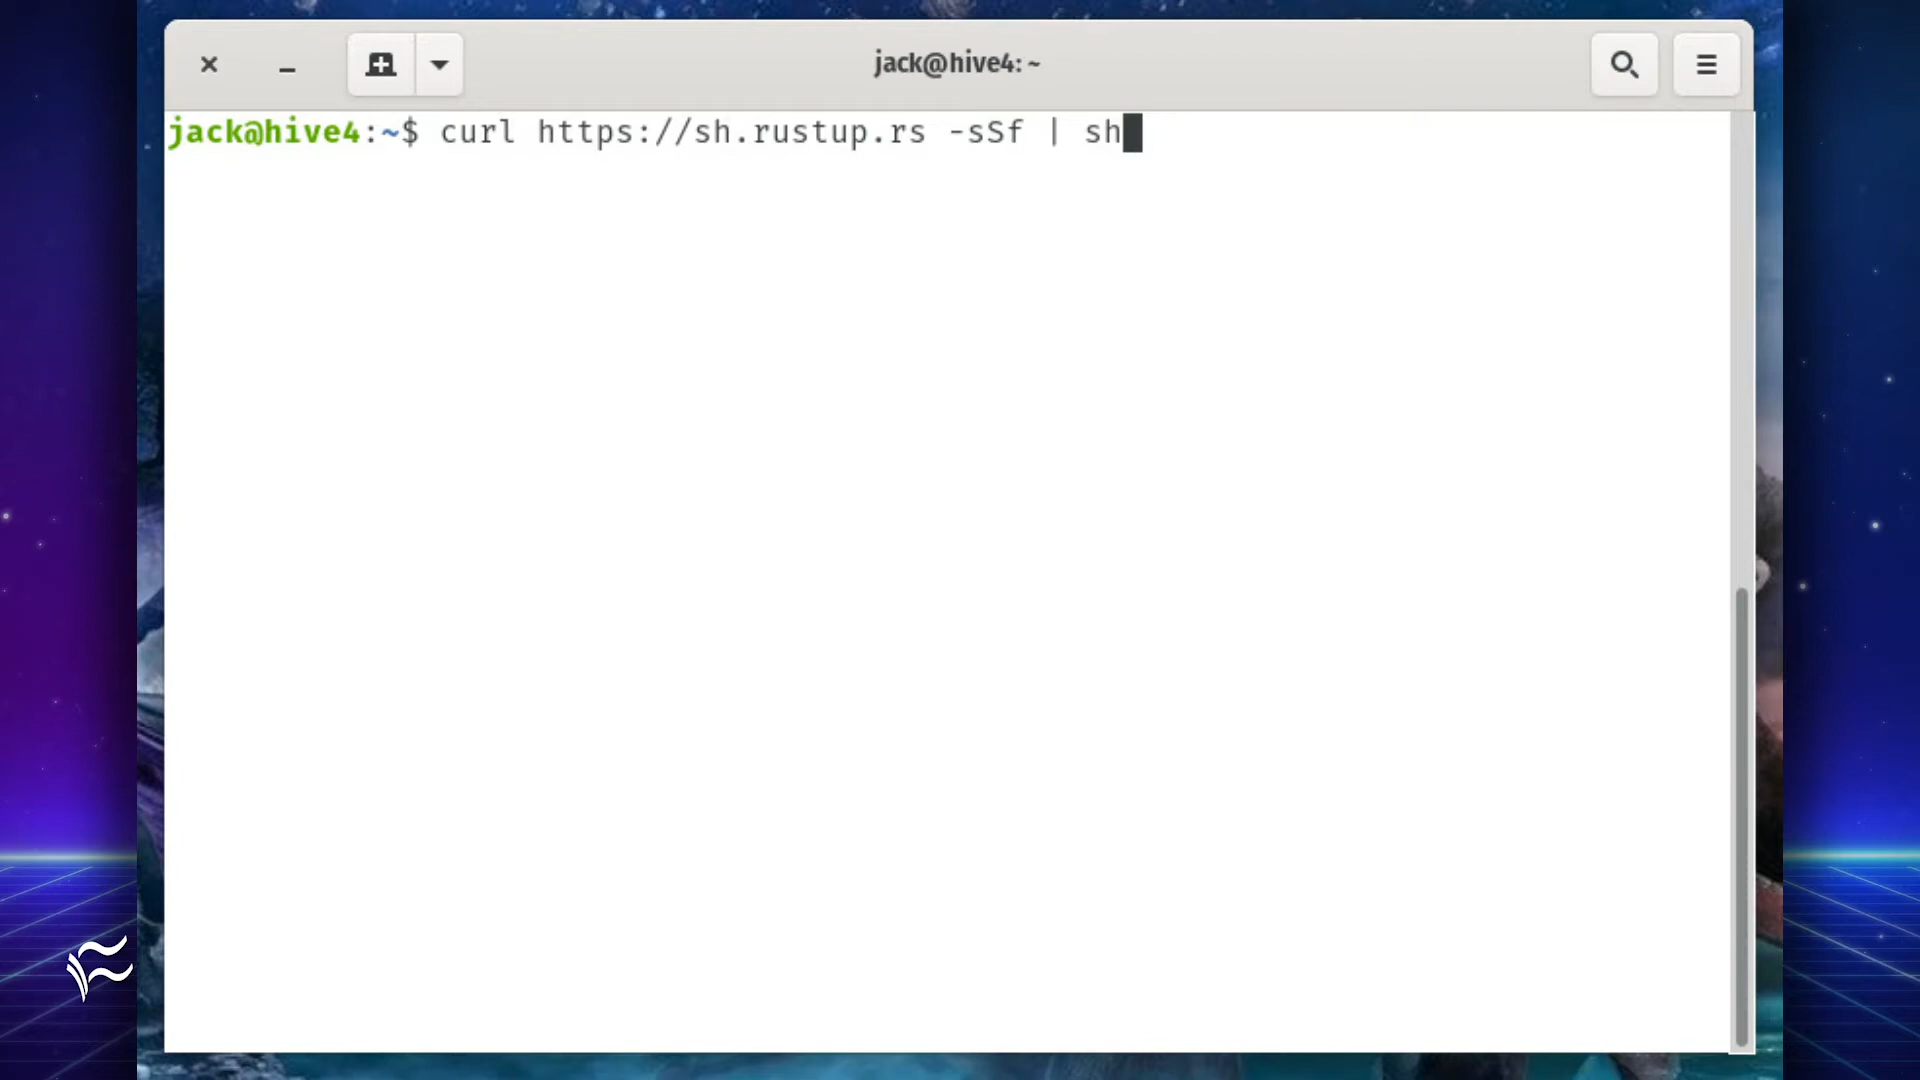 jack@hive4: ~
jack@hive4:~$ curl https://sh.rustup.rs -sSf | sh